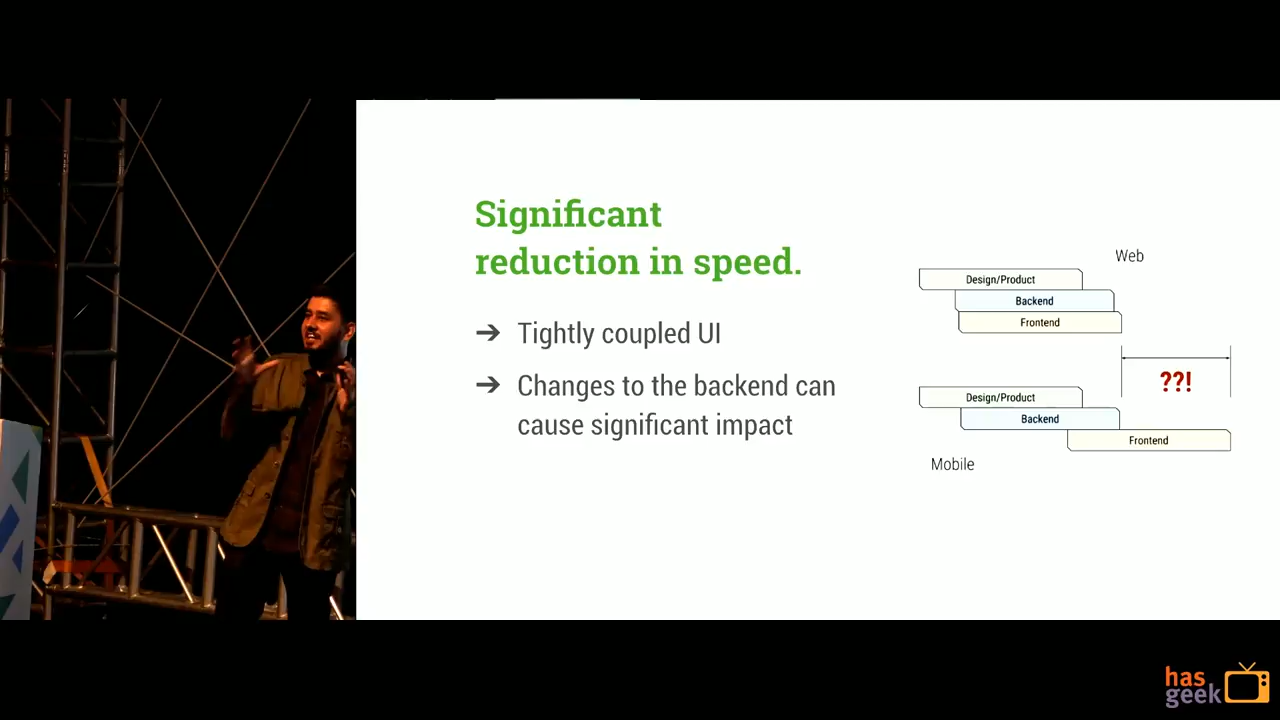 Significant
reduction in speed.
➔ Tightly coupled UI
➔ Changes to the backend can
cause significant impact
Web
Design/Product
Backend
Frontend
??!
Design/Product
Backend
Frontend
Mobile
has
geek